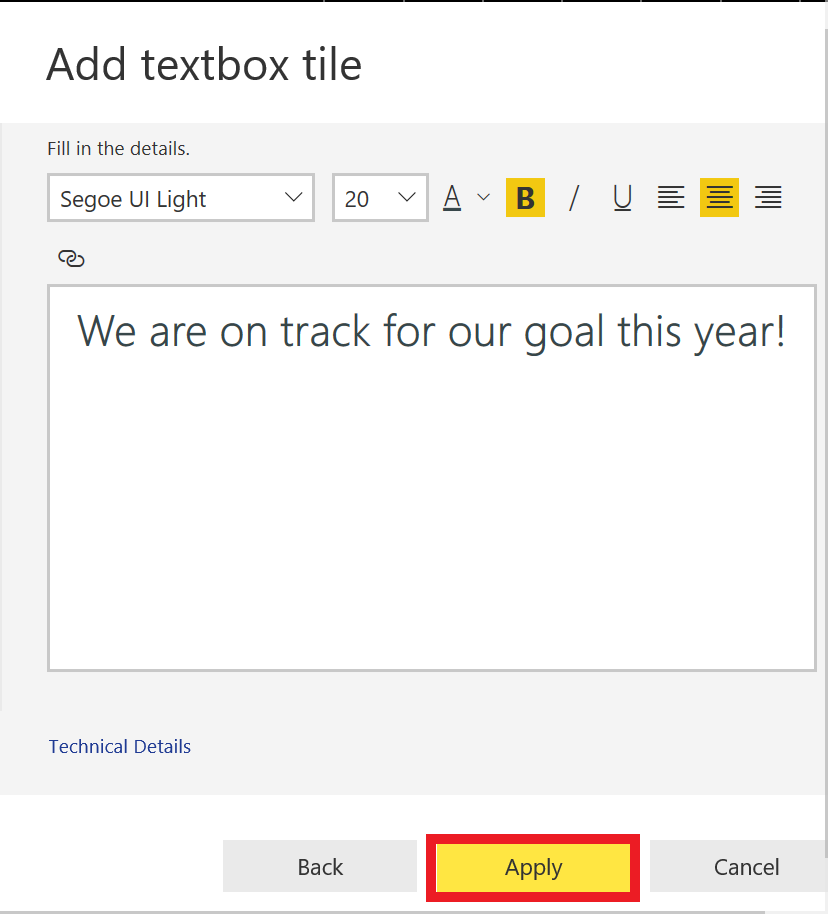 Add textbox tile
Fill in the details.
Segoe UI Light 20 A B / U
We are on track for our goal this year!
Technical Details
Back Apply Cancel